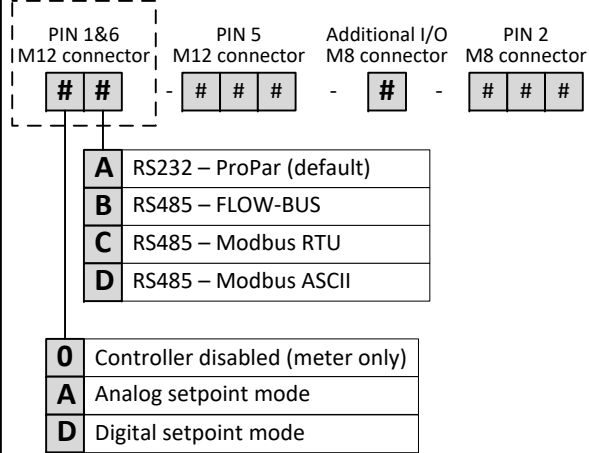 PIN 1&6 PIN 5 Additional I/O PIN 2
M12 connector M12 connector M8 connector M8 connector
# # - # # # - # - # # #
A RS232 – ProPar (default)
B RS485 – FLOW-BUS
C RS485 – Modbus RTU
D RS485 – Modbus ASCII
0 Controller disabled (meter only)
A Analog setpoint mode
D Digital setpoint mode